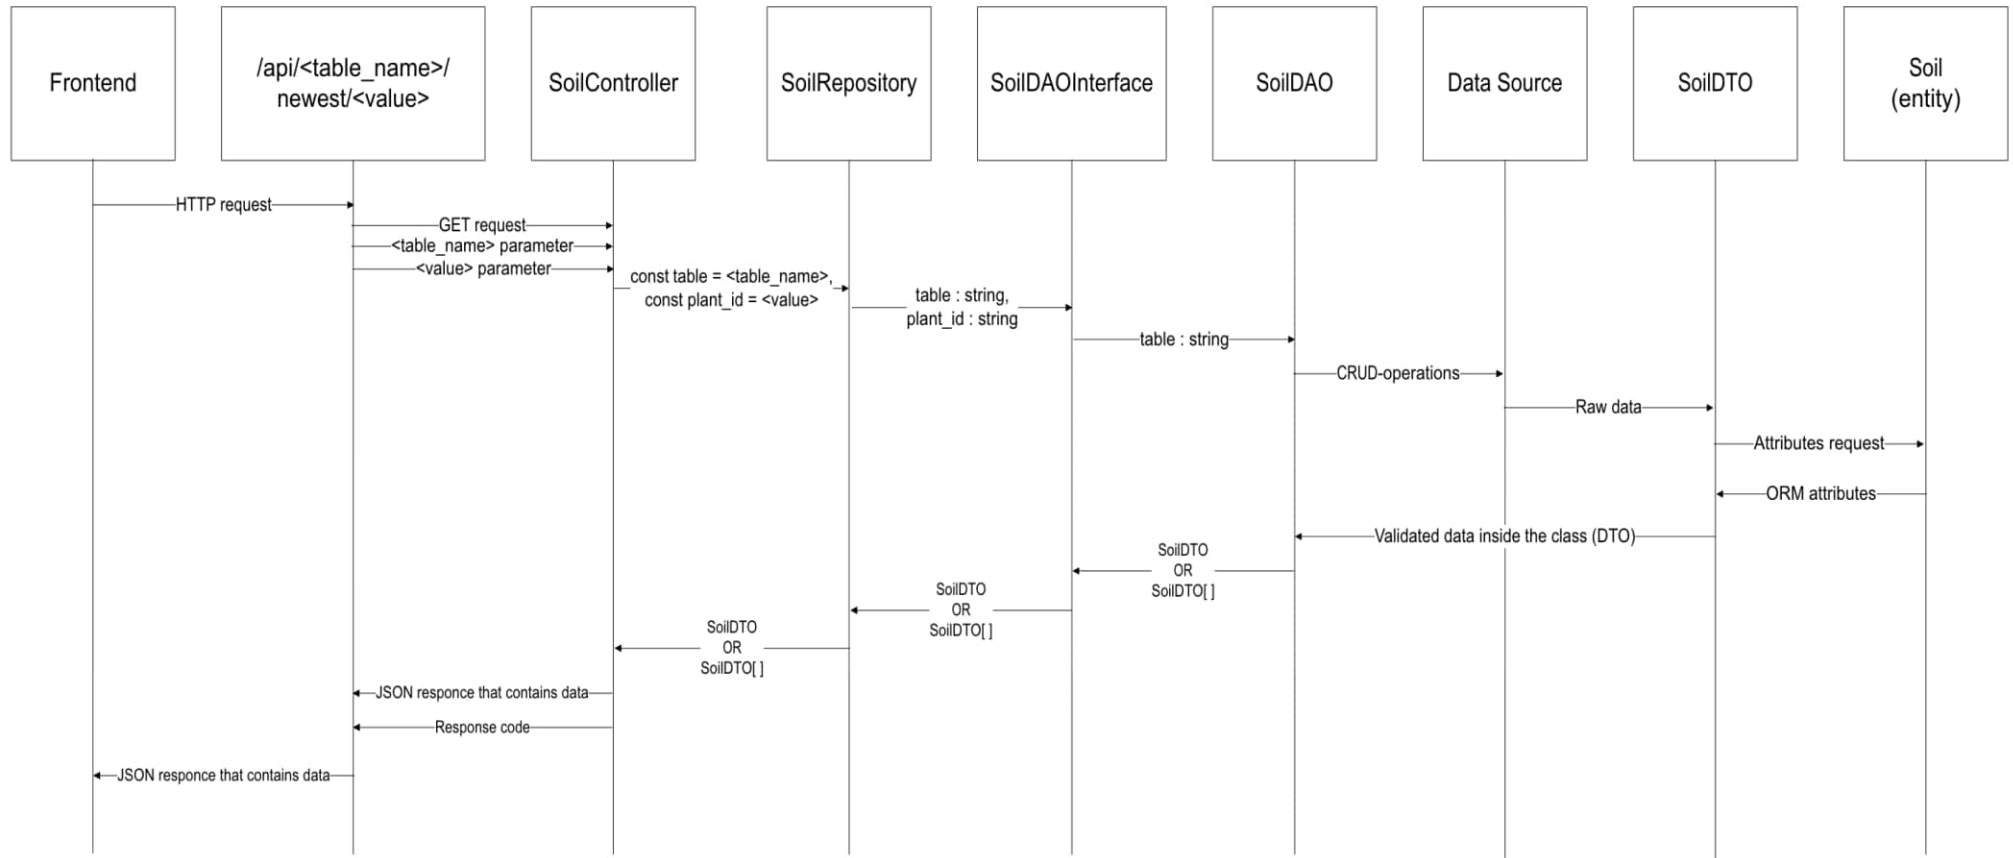 Frontend
/api/<table_name>/
newest/<value>
SoilController
SoilRepository
SoilDAOInterface
SoilDAO
Data Source
SoilDTO
Soil
(entity)
HTTP request
GET request
<table_name> parameter
<value> parameter
const table = <table_name>,
const plant_id = <value>
table : string,
plant_id : string
table : string
CRUD-operations
Raw data
Attributes request
ORM attributes
Validated data inside the class (DTO)
SoilDTO
OR
SoilDTO[ ]
SoilDTO
OR
SoilDTO[ ]
SoilDTO
OR
SoilDTO[ ]
JSON responce that contains data
Response code
JSON responce that contains data